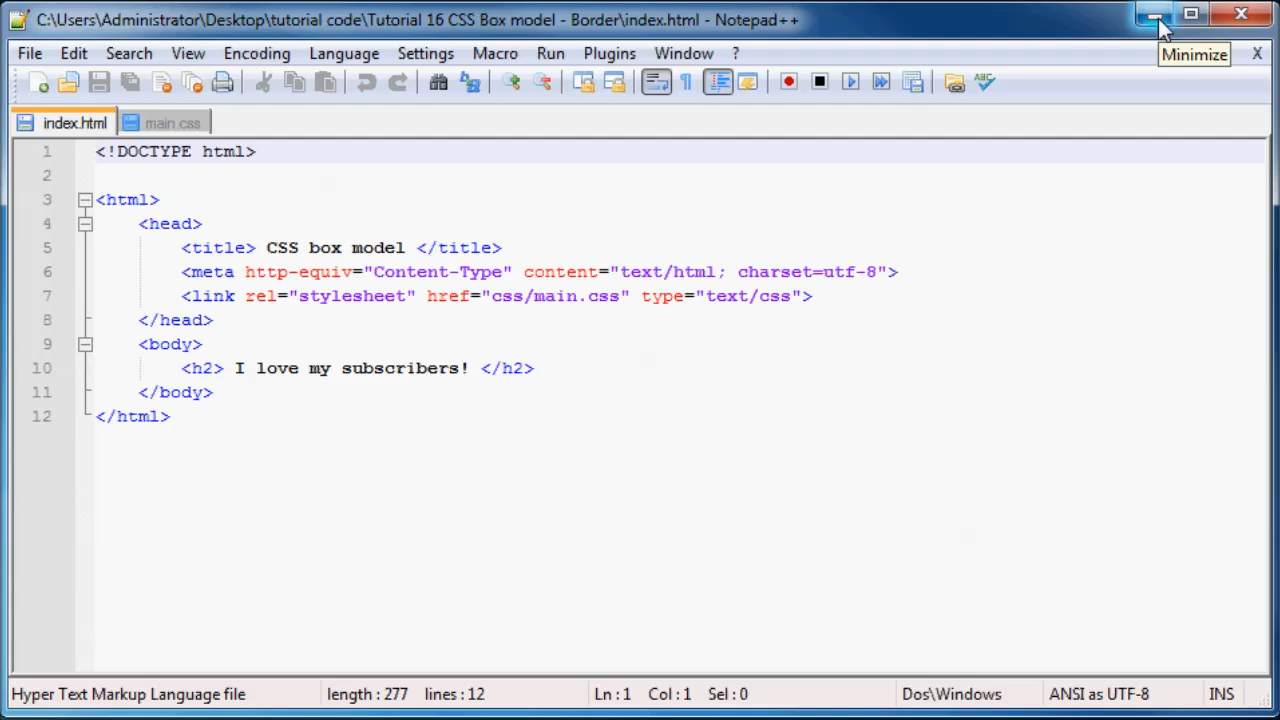 C:\Users\Administrator\Desktop\tutorial code\Tutorial 16 CSS Box model - Border\index.html - Notepad++
Minimize
File Edit Search View Encoding Language Settings Macro Run Plugins Window ? X
ABC
index.html main.css
1 <!DOCTYPE html>
2
3 <html>
4 <head>
5 <title> CSS box model </title>
6 <meta http-equiv="Content-Type" content="text/html; charset=utf-8">
7 <link rel="stylesheet" href="css/main.css" type="text/css">
8 </head>
9 <body>
10 <h2> I love my subscribers! </h2>
11 </body>
12 </html>
Hyper Text Markup Language file length : 277 lines : 12 Ln : 1 Col : 1 Sel : 0 Dos\Windows ANSI as UTF-8 INS